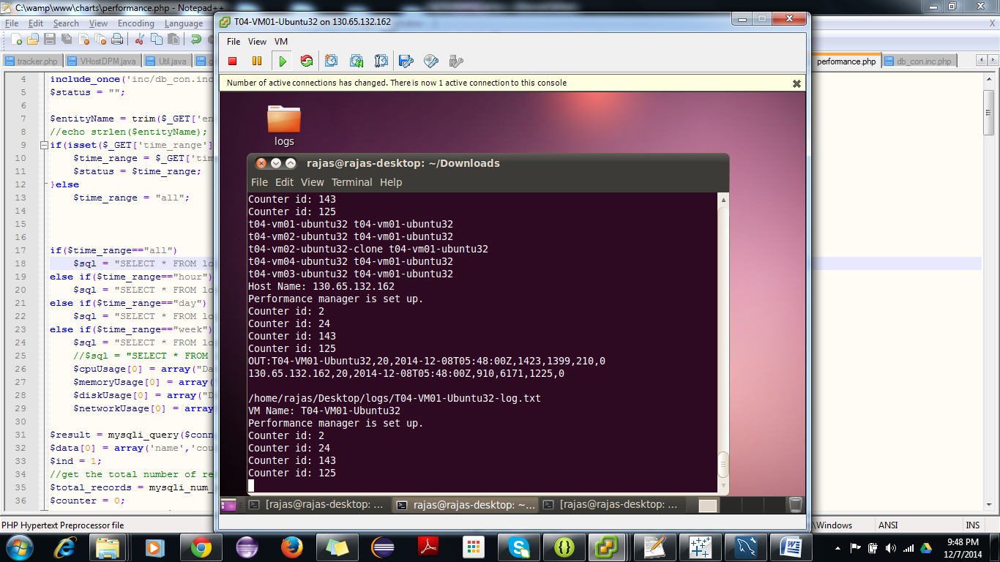 C:\wamp\www\charts\performance.php - Notepad++
File Edit Search View Encoding Language
X
tracker.php VHostDPM.java Util.java
performance.php db_con.inc.php
4 include_once('inc/db_con.inc
5 $status = "";
6
7 $entityName = trim($_GET['en
8 //echo strlen($entityName);
9 if(isset($_GET['time_range']
10 $time_range = $_GET['tim
11 $status = $time_range;
12 }else
13 $time_range = "all";
14
15
16
17 if($time_range=="all")
18 $sql = "SELECT * FROM lo
19 else if($time_range=="hour")
20 $sql = "SELECT * FROM lo
21 else if($time_range=="day")
22 $sql = "SELECT * FROM lo
23 else if($time_range=="week")
24 $sql = "SELECT * FROM lo
25 //$sql = "SELECT * FROM
26 $cpuUsage[0] = array("Da
27 $memoryUsage[0] = array(
28 $diskUsage[0] = array("D
29 $networkUsage[0] = array
30
31 $result = mysqli_query($conn
32 $data[0] = array('name','cou
33 $ind = 1;
34 //get the total number of re
35 $total_records = mysqli_num_
36 $counter = 0;
PHP Hypertext Preprocessor file
\Windows ANSI INS
T04-VM01-Ubuntu32 on 130.65.132.162
File View VM
Number of active connections has changed. There is now 1 active connection to this console
logs
rajas@rajas-desktop: ~/Downloads
File Edit View Terminal Help
Counter id: 143
Counter id: 125
t04-vm01-ubuntu32 t04-vm01-ubuntu32
t04-vm02-ubuntu32 t04-vm01-ubuntu32
t04-vm02-ubuntu32-clone t04-vm01-ubuntu32
t04-vm04-ubuntu32 t04-vm01-ubuntu32
t04-vm03-ubuntu32 t04-vm01-ubuntu32
Host Name: 130.65.132.162
Performance manager is set up.
Counter id: 2
Counter id: 24
Counter id: 143
Counter id: 125
OUT:T04-VM01-Ubuntu32,20,2014-12-08T05:48:00Z,1423,1399,210,0
130.65.132.162,20,2014-12-08T05:48:00Z,910,6171,1225,0
/home/rajas/Desktop/logs/T04-VM01-Ubuntu32-log.txt
VM Name: T04-VM01-Ubuntu32
Performance manager is set up.
Counter id: 2
Counter id: 24
Counter id: 143
Counter id: 125
[rajas@rajas-desktop: ... rajas@rajas-desktop: ~... [rajas@rajas-desktop: ...
9:48 PM
12/7/2014